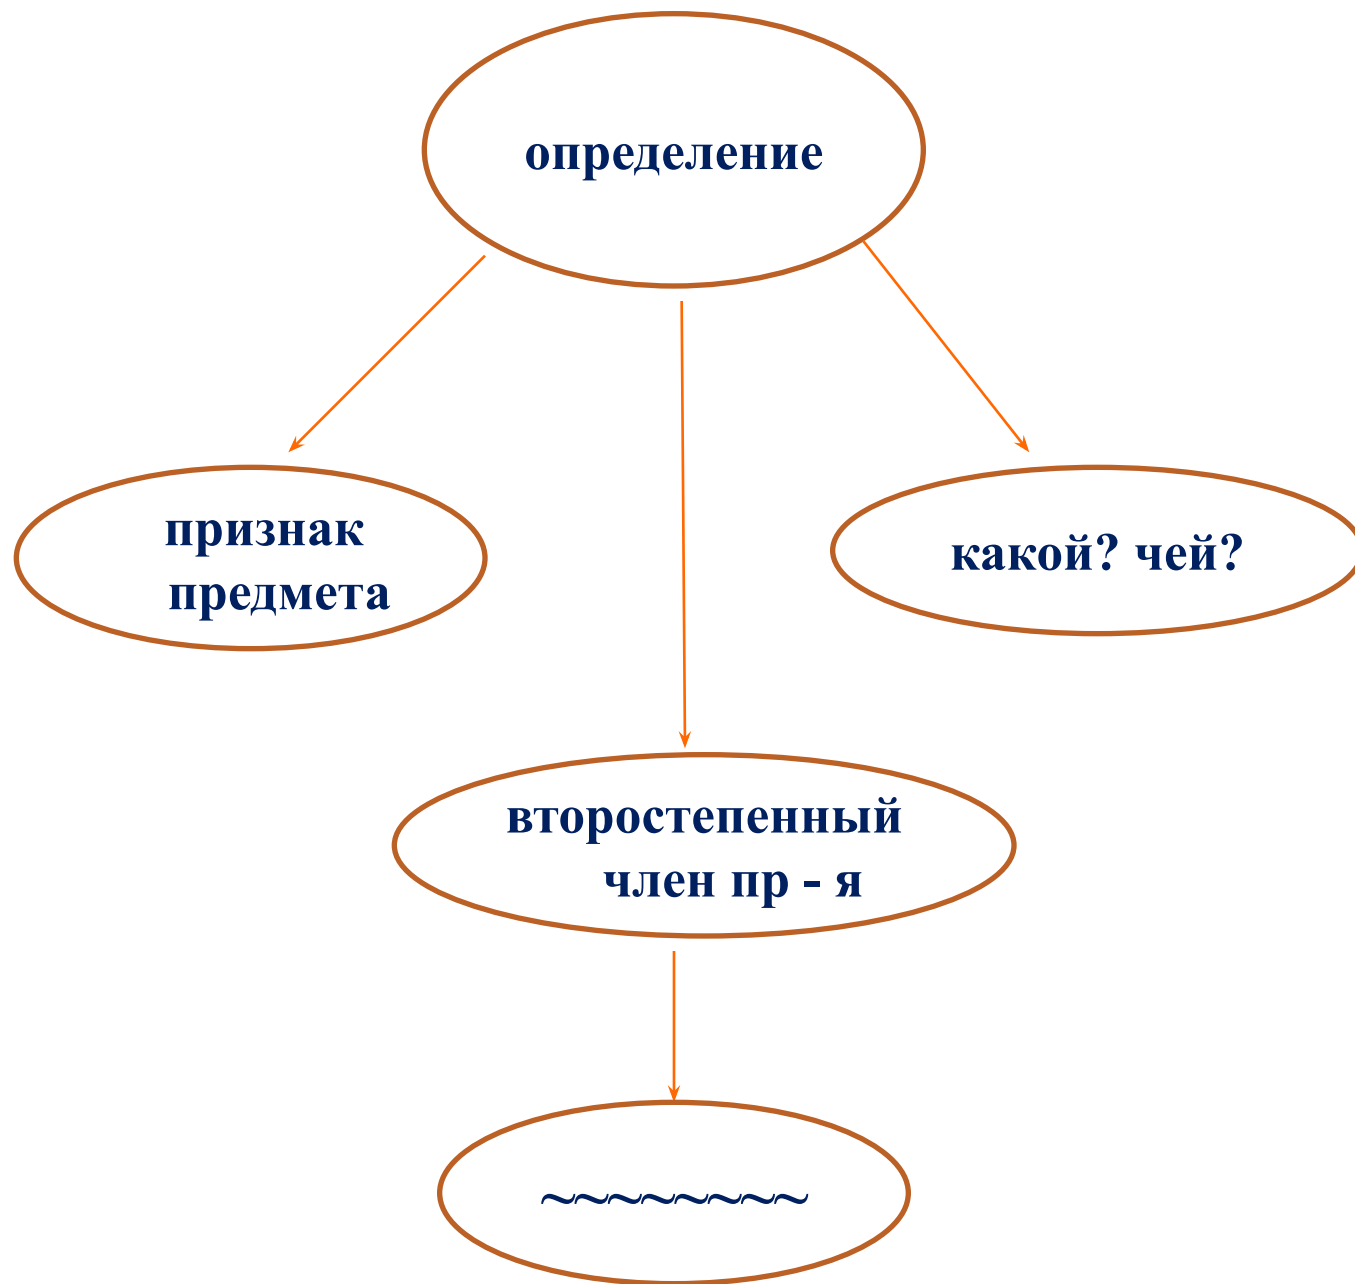 определение
признак
предмета
какой? чей?
второстепенный
член пр - я
~~~~~~~~